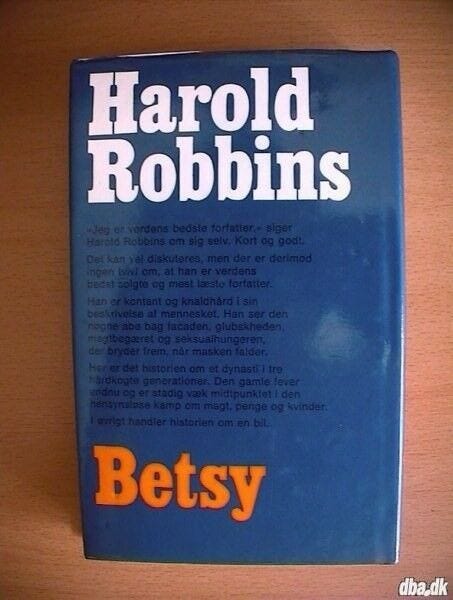 Harold
Robbins
»Jeg er verdens bedste forfatter,« siger
Harold Robbins om sig selv. Kort og godt.
Det kan vel diskuteres, men der er derimod
ingen tvivl om, at han er verdens
bedst solgte og mest læste forfatter.
Han er kontant og knaldhård i sin
beskrivelse af mennesket. Han ser den
nøgne abe bag facaden, glubskheden,
magtbegæret og seksualhungeren,
der bryder frem, når masken falder.
Her er det historien om et dynasti i tre
hårdkogte generationer. Den gamle lever
endnu og er stadig væk midtpunktet i den
hensynsløse kamp om magt, penge og kvinder.
I øvrigt handler historien om en bil.
Betsy
dba.dk